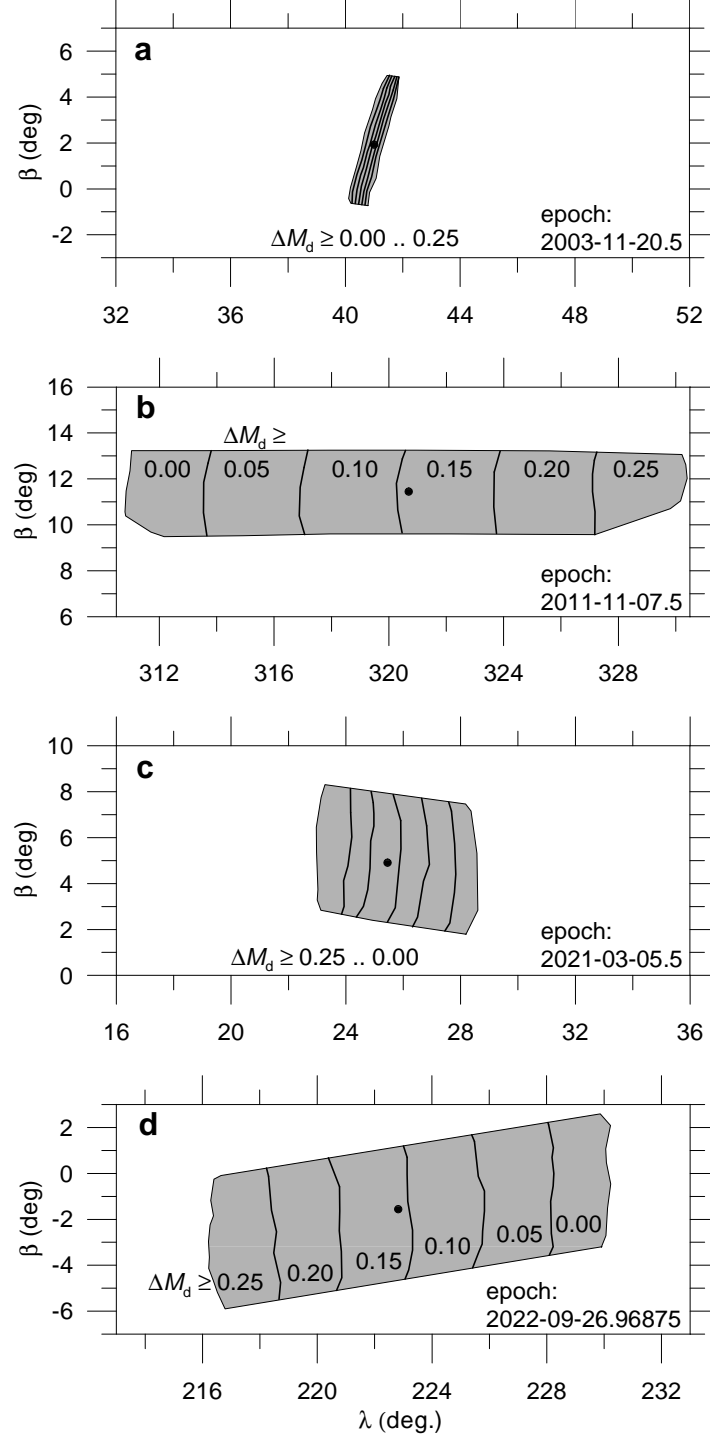 a
6
4
2
0
-2
β (deg)
ΔMd ≥ 0.00 .. 0.25
epoch:
2003-11-20.5
32 36 40 44 48 52
b
16
14
12
10
8
6
β (deg)
ΔMd ≥
0.00 0.05 0.10 0.15 0.20 0.25
epoch:
2011-11-07.5
312 316 320 324 328
c
10
8
6
4
2
0
β (deg)
ΔMd ≥ 0.25 .. 0.00
epoch:
2021-03-05.5
16 20 24 28 32 36
d
2
0
-2
-4
-6
β (deg)
ΔMd ≥ 0.25 0.20 0.15 0.10 0.05 0.00
epoch:
2022-09-26.96875
216 220 224 228 232
λ (deg.)